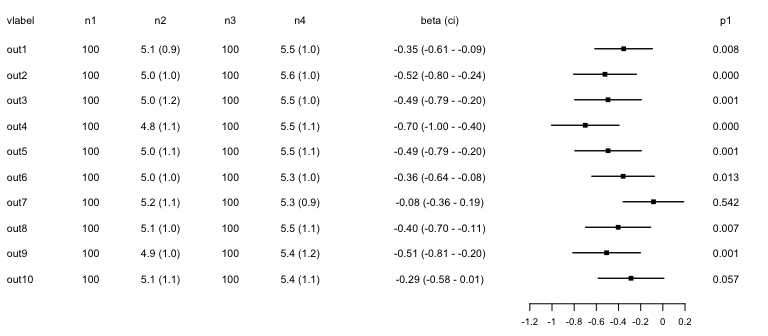 vlabel n1 n2 n3 n4 beta (ci) p1
out1 100 5.1 (0.9) 100 5.5 (1.0) -0.35 (-0.61 - -0.09) 0.008
out2 100 5.0 (1.0) 100 5.6 (1.0) -0.52 (-0.80 - -0.24) 0.000
out3 100 5.0 (1.2) 100 5.5 (1.0) -0.49 (-0.79 - -0.20) 0.001
out4 100 4.8 (1.1) 100 5.5 (1.1) -0.70 (-1.00 - -0.40) 0.000
out5 100 5.0 (1.1) 100 5.5 (1.1) -0.49 (-0.79 - -0.20) 0.001
out6 100 5.0 (1.0) 100 5.3 (1.0) -0.36 (-0.64 - -0.08) 0.013
out7 100 5.2 (1.1) 100 5.3 (0.9) -0.08 (-0.36 - 0.19) 0.542
out8 100 5.1 (1.0) 100 5.5 (1.1) -0.40 (-0.70 - -0.11) 0.007
out9 100 4.9 (1.0) 100 5.4 (1.2) -0.51 (-0.81 - -0.20) 0.001
out10 100 5.1 (1.1) 100 5.4 (1.1) -0.29 (-0.58 - 0.01) 0.057
-1.2 -1 -0.8 -0.6 -0.4 -0.2 0 0.2